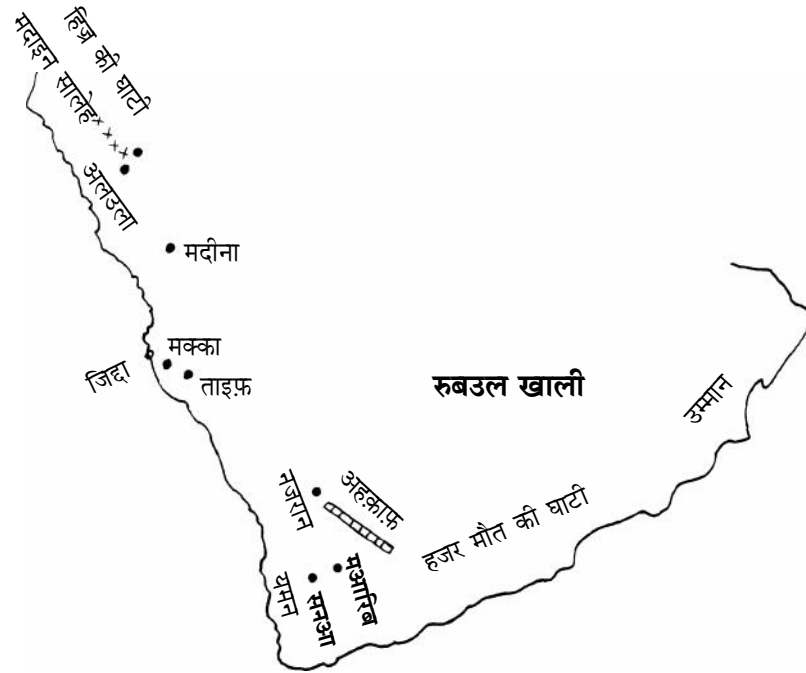 हिज्र की घाटी
मदाइन सालेह
अलउला
मदीना
मक्का
जिद्दा
ताइफ़
रुबउल खाली
उम्मान
नजरान
अहक़ाफ़
हजर मौत की घाटी
यमन
सनआ
मआरिब